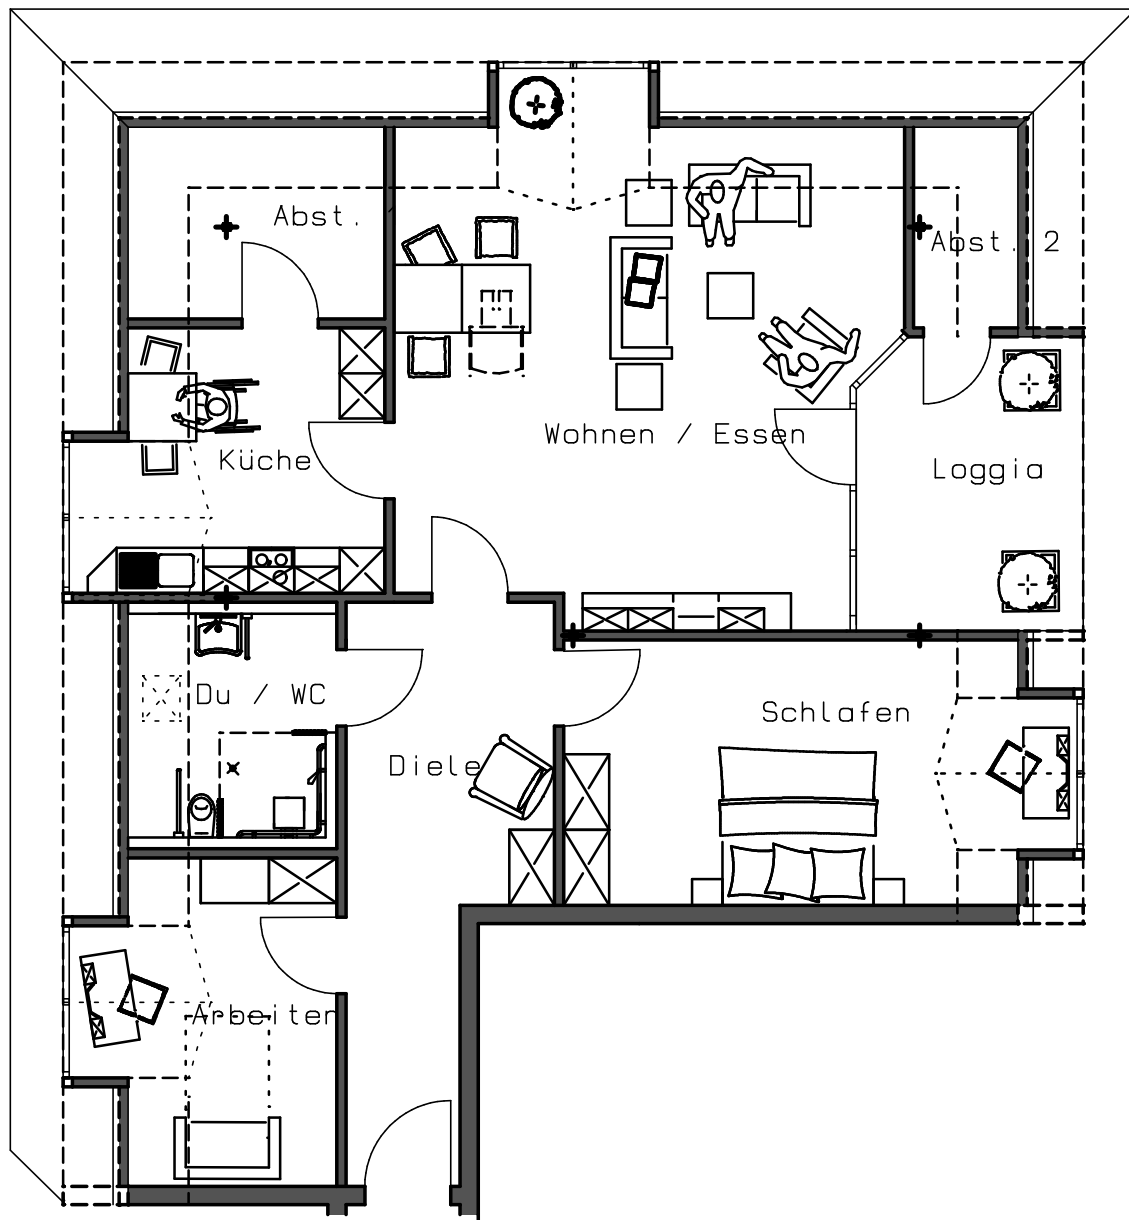 Abst.
Abst. 2
Wohnen / Essen
Küche
Loggia
Du / WC
Schlafen
Diele
Arbeiten